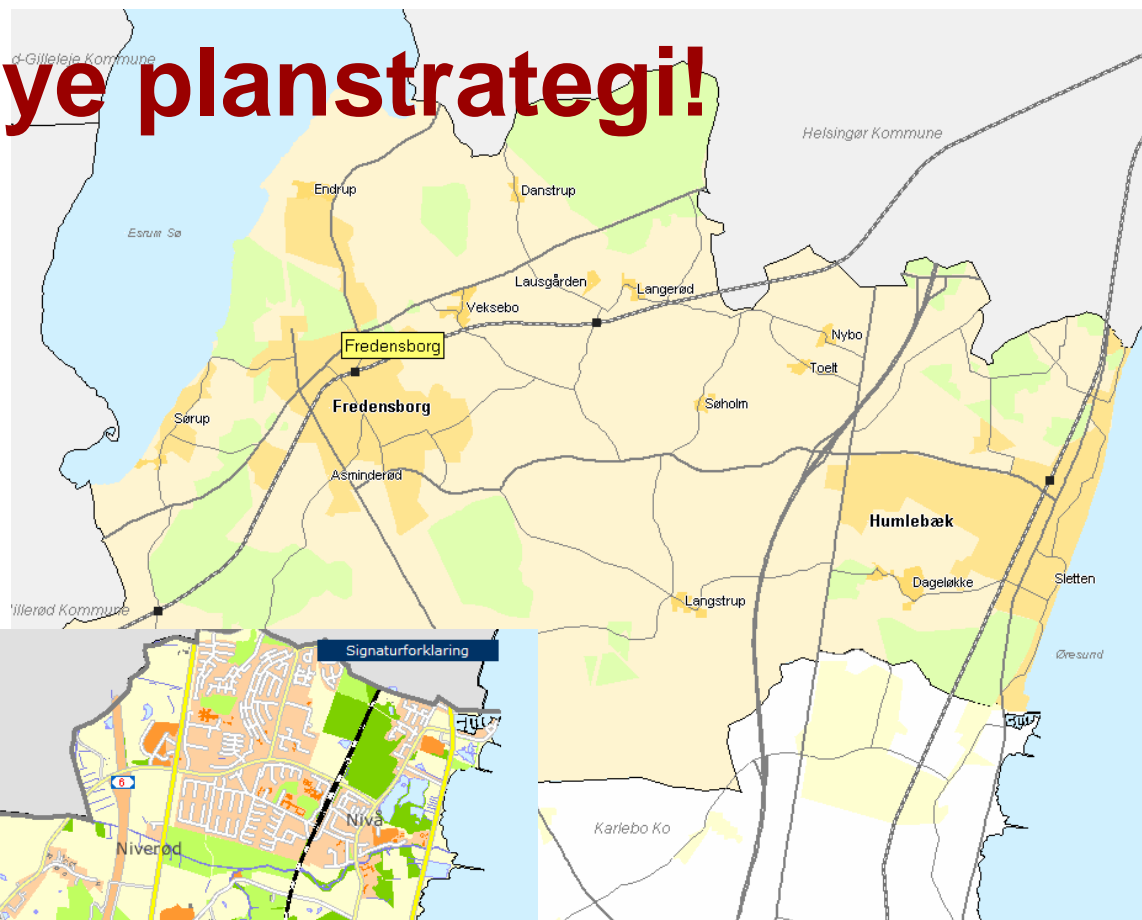 d-Gilleleje Kommune
ye planstrategi!
Helsingør Kommune
Endrup
Danstrup
Esrum Sø
Lausgården
Langerød
Veksebo
Nybo
Fredensborg
Toelt
Fredensborg
Søholm
Sørup
Asminderød
Humlebæk
Dageløkke
Sletten
Langstrup
illerød Kommune
Signaturforklaring
Øresund
6
Nivå
Karlebo Ko
Niverød